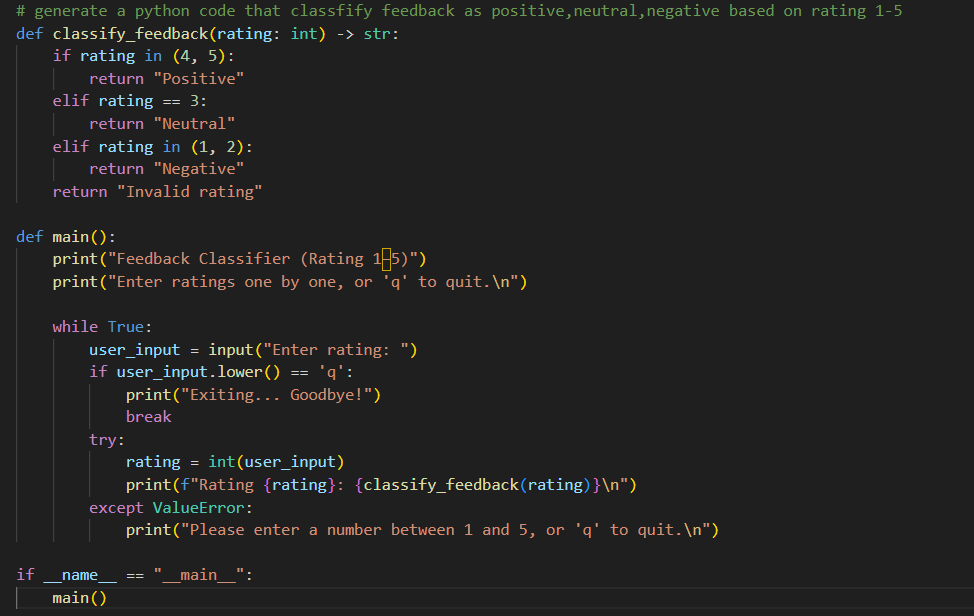 # generate a python code that classfify feedback as positive,neutral,negative based on rating 1-5
def classify_feedback(rating: int) -> str:
    if rating in (4, 5):
        return "Positive"
    elif rating == 3:
        return "Neutral"
    elif rating in (1, 2):
        return "Negative"
    return "Invalid rating"

def main():
    print("Feedback Classifier (Rating 1–5)")
    print("Enter ratings one by one, or 'q' to quit.\n")

    while True:
        user_input = input("Enter rating: ")
        if user_input.lower() == 'q':
            print("Exiting... Goodbye!")
            break
        try:
            rating = int(user_input)
            print(f"Rating {rating}: {classify_feedback(rating)}\n")
        except ValueError:
            print("Please enter a number between 1 and 5, or 'q' to quit.\n")

if __name__ == "__main__":
    main()